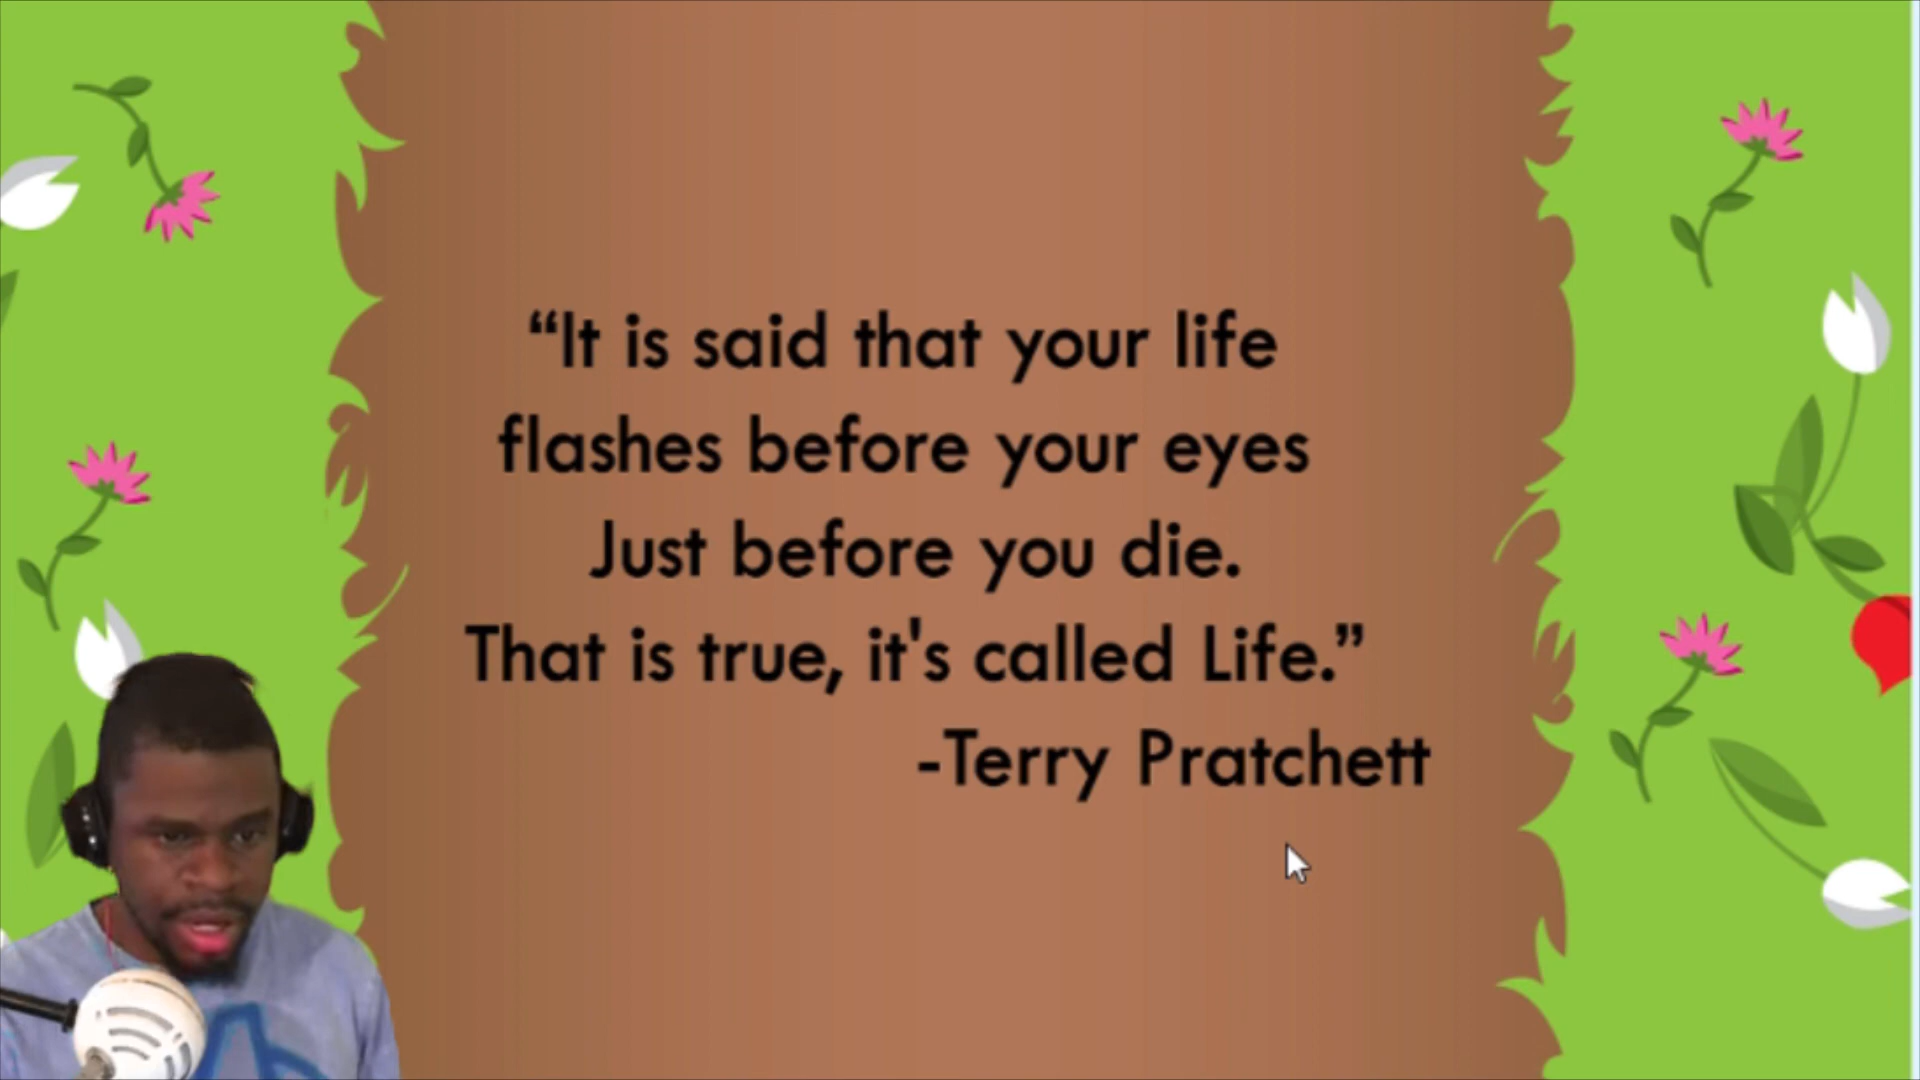 “It is said that your life
flashes before your eyes
Just before you die.
That is true, it's called Life.”
-Terry Pratchett